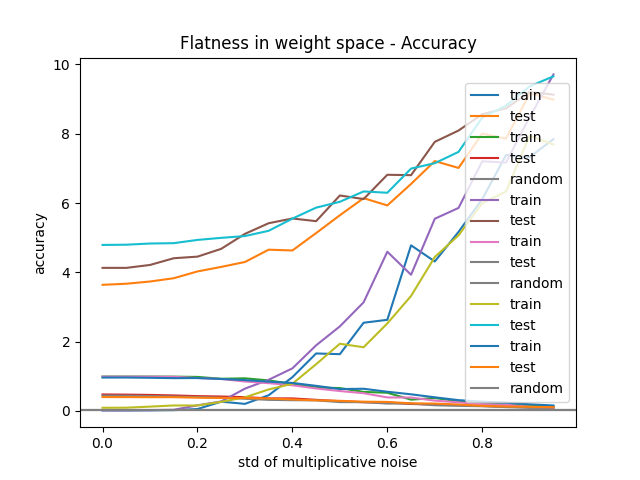 Flatness in weight space - Accuracy
10
8
6
4
2
0
accuracy
0.0 0.2 0.4 0.6 0.8
std of multiplicative noise
train
test
train
test
random
train
test
train
test
random
train
test
train
test
random